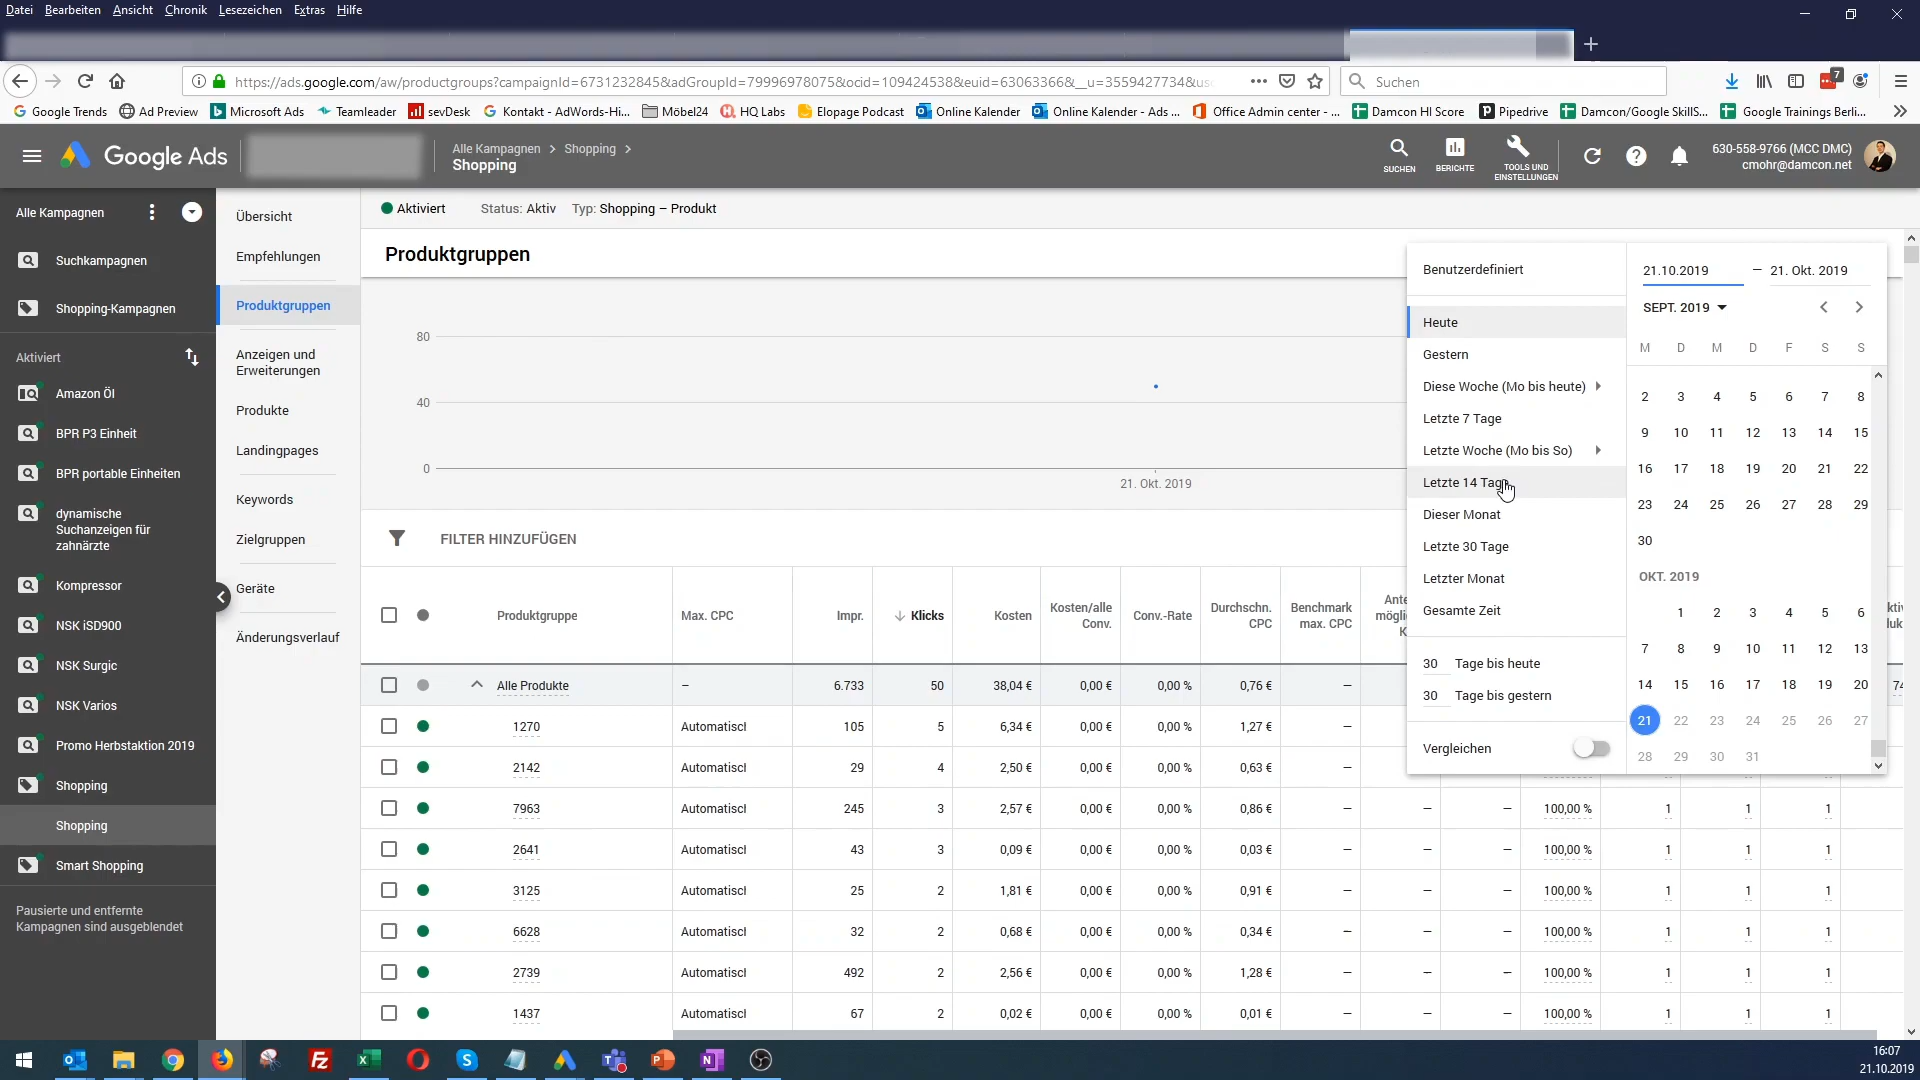 Datei Bearbeiten Ansicht Chronik Lesezeichen Extras Hilfe
https://ads.google.com/aw/productgroups?campaignId=6731232845&adGroupId=79996978075&ocid=109424538&euid=63063366&__u=3559427734&us
Suchen
7
Google Trends Ad Preview Microsoft Ads Teamleader sevDesk Kontakt - AdWords-Hi... Möbel24 HQ Labs Elopage Podcast Online Kalender Online Kalender - Ads ... Office Admin center - ... Damcon HI Score Pipedrive Damcon/Google SkillS... Google Trainings Berli...
Google Ads
Alle Kampagnen > Shopping >
Shopping
SUCHEN
BERICHTE
TOOLS UND
EINSTELLUNGEN
630-558-9766 (MCC DMC)
cmohr@damcon.net
Alle Kampagnen
Suchkampagnen
Shopping-Kampagnen
Aktiviert
Amazon Öl
BPR P3 Einheit
BPR portable Einheiten
dynamische
Suchanzeigen für
zahnärzte
Kompressor
NSK iSD900
NSK Surgic
NSK Varios
Promo Herbstaktion 2019
Shopping
Shopping
Smart Shopping
Pausierte und entfernte
Kampagnen sind ausgeblendet
Übersicht
Empfehlungen
Produktgruppen
Anzeigen und
Erweiterungen
Produkte
Landingpages
Keywords
Zielgruppen
Geräte
Änderungsverlauf
Aktiviert Status: Aktiv Typ: Shopping – Produkt
Produktgruppen
80
40
0
21. Okt. 2019
FILTER HINZUFÜGEN
Produktgruppe Max. CPC Impr. Klicks Kosten Kosten/alle Conv. Conv.-Rate Durchschn. CPC Benchmark max. CPC
Alle Produkte – 6.733 50 38,04 € 0,00 € 0,00 % 0,76 € —
1270 Automatiscl 105 5 6,34 € 0,00 € 0,00 % 1,27 € —
2142 Automatiscl 29 4 2,50 € 0,00 € 0,00 % 0,63 € —
7963 Automatiscl 245 3 2,57 € 0,00 € 0,00 % 0,86 € — — — 100,00 % 1 1 1
2641 Automatiscl 43 3 0,09 € 0,00 € 0,00 % 0,03 € — — — 100,00 % 1 1 1
3125 Automatiscl 25 2 1,81 € 0,00 € 0,00 % 0,91 € — — — 100,00 % 1 1 1
6628 Automatiscl 32 2 0,68 € 0,00 € 0,00 % 0,34 € — — — 100,00 % 1 1 1
2739 Automatiscl 492 2 2,56 € 0,00 € 0,00 % 1,28 € — — — 100,00 % 1 1 1
1437 Automatiscl 67 2 0,02 € 0,00 € 0,00 % 0,01 € — — — 100,00 % 1 1 1
Benutzerdefiniert
Heute
Gestern
Diese Woche (Mo bis heute)
Letzte 7 Tage
Letzte Woche (Mo bis So)
Letzte 14 Tage
Dieser Monat
Letzte 30 Tage
Letzter Monat
Gesamte Zeit
30 Tage bis heute
30 Tage bis gestern
Vergleichen
21.10.2019 – 21. Okt. 2019
SEPT. 2019
M D M D F S S
2 3 4 5 6 7 8
9 10 11 12 13 14 15
16 17 18 19 20 21 22
23 24 25 26 27 28 29
30
OKT. 2019
1 2 3 4 5 6
7 8 9 10 11 12 13
14 15 16 17 18 19 20
21 22 23 24 25 26 27
28 29 30 31
16:07
21.10.2019